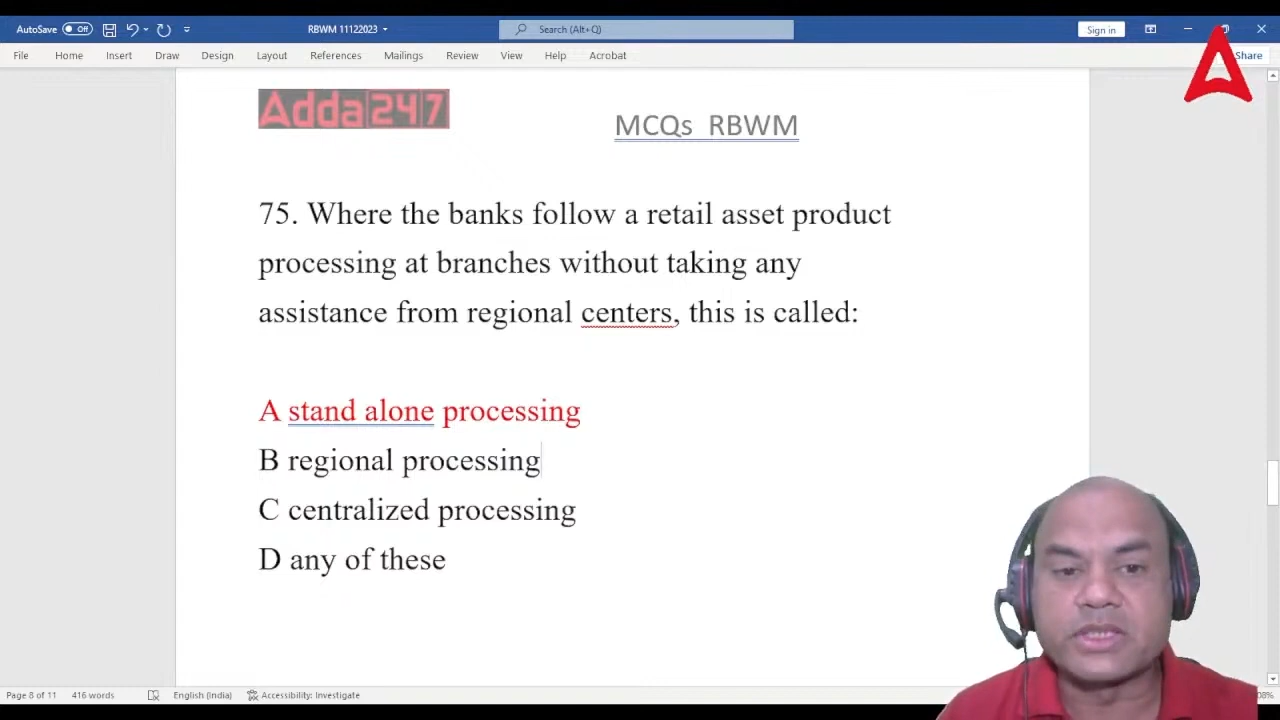 AutoSave Off RBWM 11122023 Search (Alt+Q) Sign in
File Home Insert Draw Design Layout References Mailings Review View Help Acrobat Share
Adda247
MCQs RBWM
75. Where the banks follow a retail asset product
processing at branches without taking any
assistance from regional centers, this is called:
A stand alone processing
B regional processing
C centralized processing
D any of these
Page 8 of 11 416 words English (India) Accessibility: Investigate